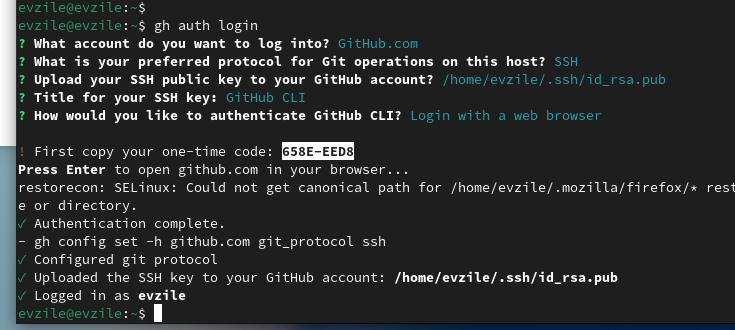 evzile@evzile:~$
evzile@evzile:~$ gh auth login
? What account do you want to log into? GitHub.com
? What is your preferred protocol for Git operations on this host? SSH
? Upload your SSH public key to your GitHub account? /home/evzile/.ssh/id_rsa.pub
? Title for your SSH key: GitHub CLI
? How would you like to authenticate GitHub CLI? Login with a web browser
! First copy your one-time code: 658E-EED8
Press Enter to open github.com in your browser...
restorecon: SELinux: Could not get canonical path for /home/evzile/.mozilla/firefox/* rest
e or directory.
✓ Authentication complete.
- gh config set -h github.com git_protocol ssh
✓ Configured git protocol
✓ Uploaded the SSH key to your GitHub account: /home/evzile/.ssh/id_rsa.pub
✓ Logged in as evzile
evzile@evzile:~$